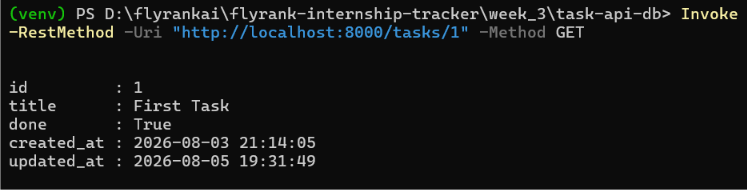 (venv) PS D:\flyrankai\flyrank-internship-tracker\week_3\task-api-db> Invoke
-RestMethod -Uri "http://localhost:8000/tasks/1" -Method GET
id         : 1
title      : First Task
done       : True
created_at : 2026-08-03 21:14:05
updated_at : 2026-08-05 19:31:49